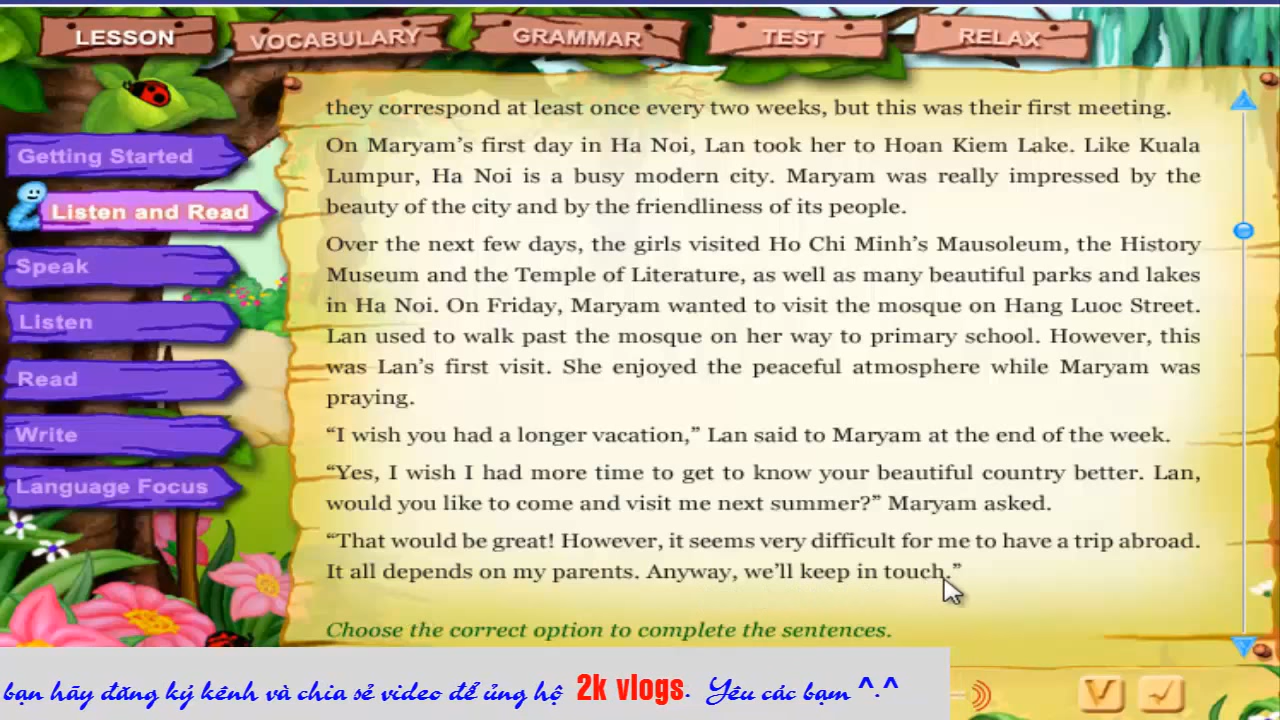 LESSON
VOCABULARY
GRAMMAR
TEST
RELAX
Getting Started
Listen and Read
Speak
Listen
Read
Write
Language Focus
they correspond at least once every two weeks, but this was their first meeting.
On Maryam's first day in Ha Noi, Lan took her to Hoan Kiem Lake. Like Kuala
Lumpur, Ha Noi is a busy modern city. Maryam was really impressed by the
beauty of the city and by the friendliness of its people.
Over the next few days, the girls visited Ho Chi Minh's Mausoleum, the History
Museum and the Temple of Literature, as well as many beautiful parks and lakes
in Ha Noi. On Friday, Maryam wanted to visit the mosque on Hang Luoc Street.
Lan used to walk past the mosque on her way to primary school. However, this
was Lan's first visit. She enjoyed the peaceful atmosphere while Maryam was
praying.
“I wish you had a longer vacation,” Lan said to Maryam at the end of the week.
“Yes, I wish I had more time to get to know your beautiful country better. Lan,
would you like to come and visit me next summer?” Maryam asked.
“That would be great! However, it seems very difficult for me to have a trip abroad.
It all depends on my parents. Anyway, we'll keep in touch.”
Choose the correct option to complete the sentences.
bạn hãy đăng ký kênh và chia sẻ video để ủng hộ 2k vlogs. Yêu các bạm ^.^